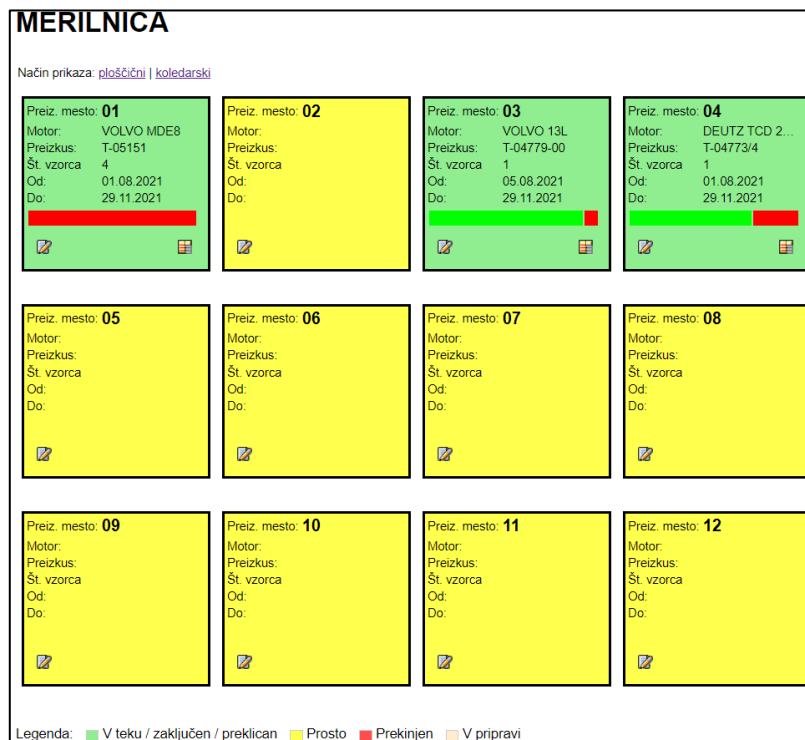 MERILNICA
Način prikaza: ploščični | koledarski
Preiz. mesto: 01
Motor: VOLVO MDE8
Preizkus: T-05151
Št. vzorca 4
Od: 01.08.2021
Do: 29.11.2021
Preiz. mesto: 02
Motor:
Preizkus:
Št. vzorca
Od:
Do:
Preiz. mesto: 03
Motor: VOLVO 13L
Preizkus: T-04779-00
Št. vzorca 1
Od: 05.08.2021
Do: 29.11.2021
Preiz. mesto: 04
Motor: DEUTZ TCD 2...
Preizkus: T-04773/4
Št. vzorca 1
Od: 01.08.2021
Do: 29.11.2021
Preiz. mesto: 05
Motor:
Preizkus:
Št. vzorca
Od:
Do:
Preiz. mesto: 06
Motor:
Preizkus:
Št. vzorca
Od:
Do:
Preiz. mesto: 07
Motor:
Preizkus:
Št. vzorca
Od:
Do:
Preiz. mesto: 08
Motor:
Preizkus:
Št. vzorca
Od:
Do:
Preiz. mesto: 09
Motor:
Preizkus:
Št. vzorca
Od:
Do:
Preiz. mesto: 10
Motor:
Preizkus:
Št. vzorca
Od:
Do:
Preiz. mesto: 11
Motor:
Preizkus:
Št. vzorca
Od:
Do:
Preiz. mesto: 12
Motor:
Preizkus:
Št. vzorca
Od:
Do:
Legenda: V teku / zaključen / preklican Prosto Prekinjen V pripravi